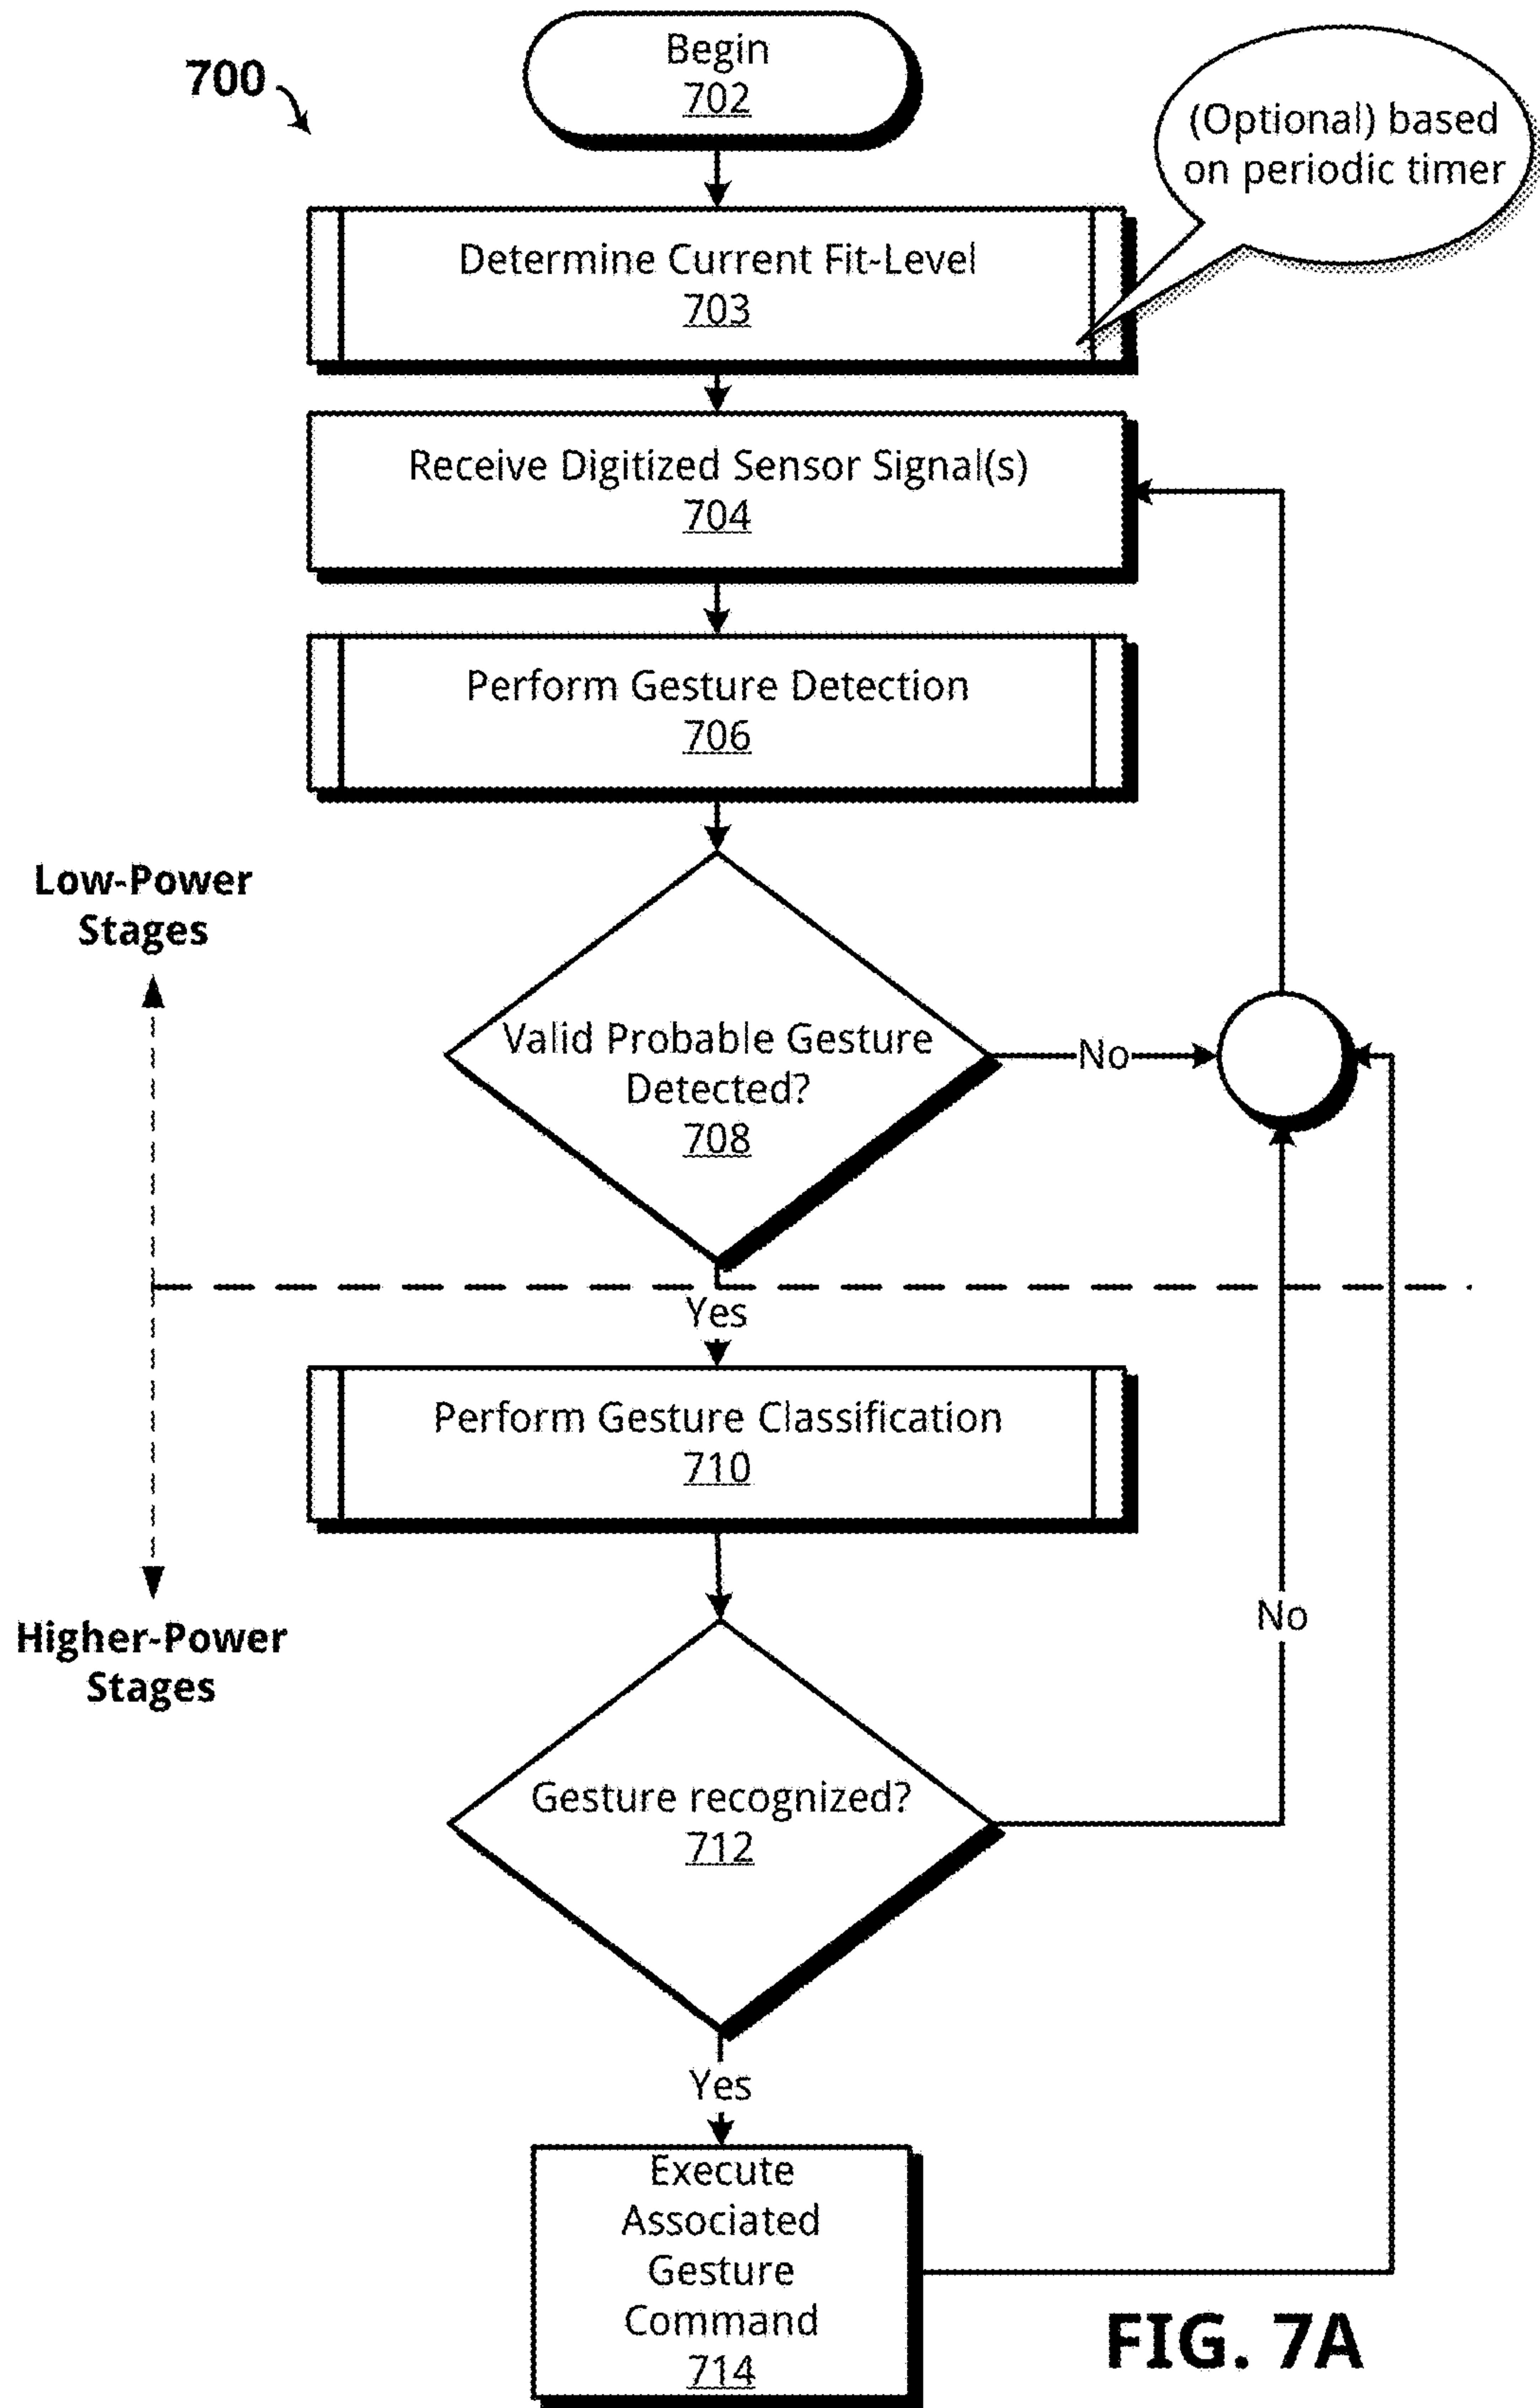 700
Begin
702
(Optional) based
on periodic timer
Determine Current Fit-Level
703
Receive Digitized Sensor Signal(s)
704
Perform Gesture Detection
706
Low-Power
Stages
Valid Probable Gesture
Detected?
708
No
Yes
Perform Gesture Classification
710
Higher-Power
Stages
No
Gesture recognized?
712
Yes
Execute
Associated
Gesture
Command
714
FIG. 7A